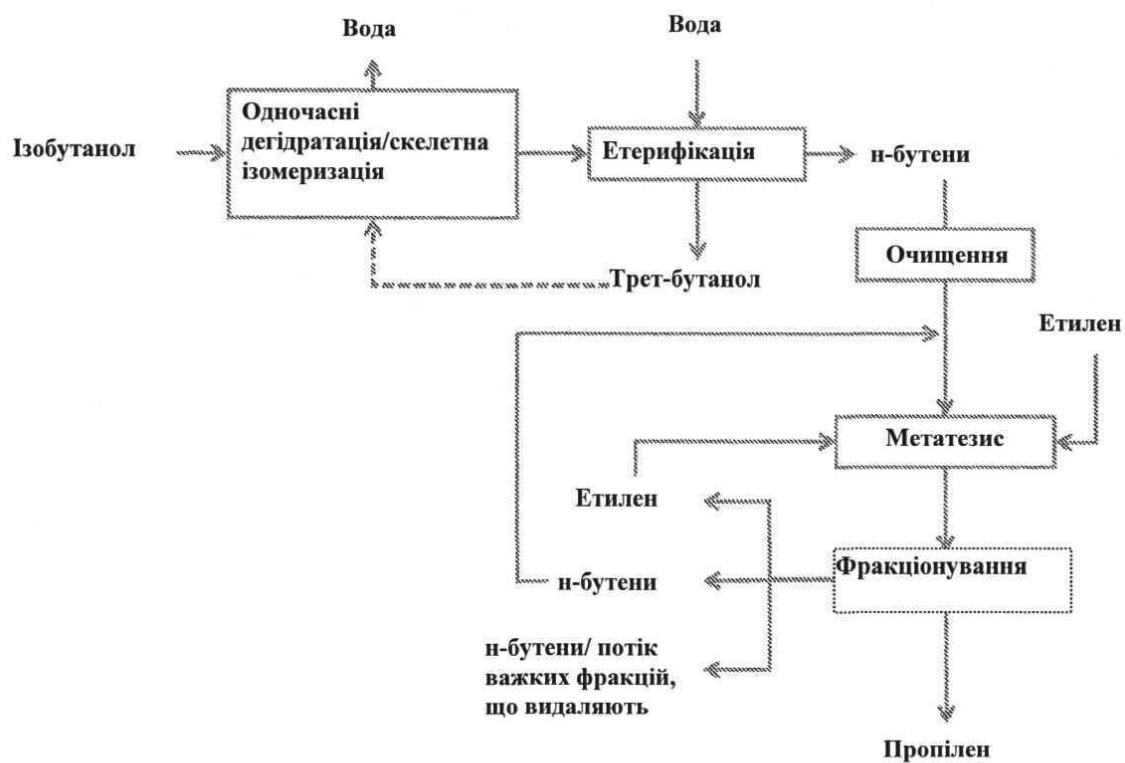 Вода
Вода
Ізобутанол
Одночасні
дегідратація/скелетна
ізомеризація
Етерифікація
н-бутени
Очищення
Трет-бутанол
Етилен
Метатезис
Етилен
Фракціонування
н-бутени
н-бутени/ потік
важких фракцій,
що видаляють
Пропілен